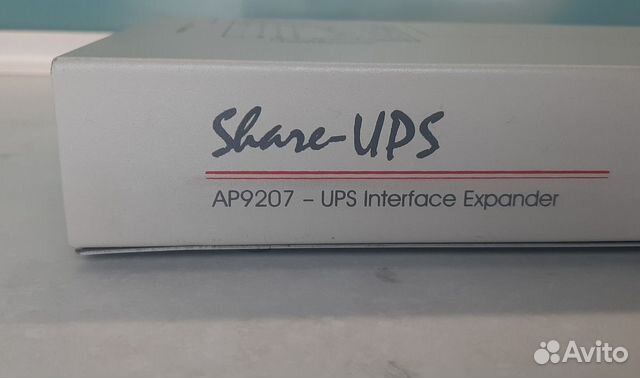 Share-UPS
AP9207 – UPS Interface Expander
Avito